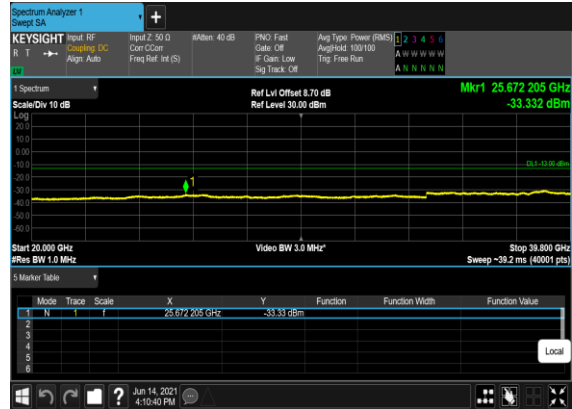 Spectrum Analyzer 1
Swept SA
+
KEYSIGHT Input: RF Input Z: 50 Ω #Atten: 40 dB PNO: Fast Avg Type: Power (RMS) 1 2 3 4 5 6
R T Coupling: DC Corr CCorr Gate: Off Avg|Hold: 100/100 A W W W W W
Align: Auto Freq Ref: Int (S) IF Gain: Low Trig: Free Run
Sig Track: Off A N N N N N
1 Spectrum Ref Lvl Offset 8.70 dB Mkr1 25.672 205 GHz
Scale/Div 10 dB Ref Level 30.00 dBm -33.332 dBm
Log
20.0
10.0
0.00
-10.0 DL1 -13.00 dBm
-20.0 1
-30.0
-40.0
-50.0
-60.0
Start 20.000 GHz Video BW 3.0 MHz* Stop 39.800 GHz
#Res BW 1.0 MHz Sweep ~39.2 ms (40001 pts)
5 Marker Table
Mode Trace Scale X Y Function Function Width Function Value
1 N 1 f 25.672 205 GHz -33.33 dBm
2
3
4
5
6
Local
? Jun 14, 2021
4:10:40 PM